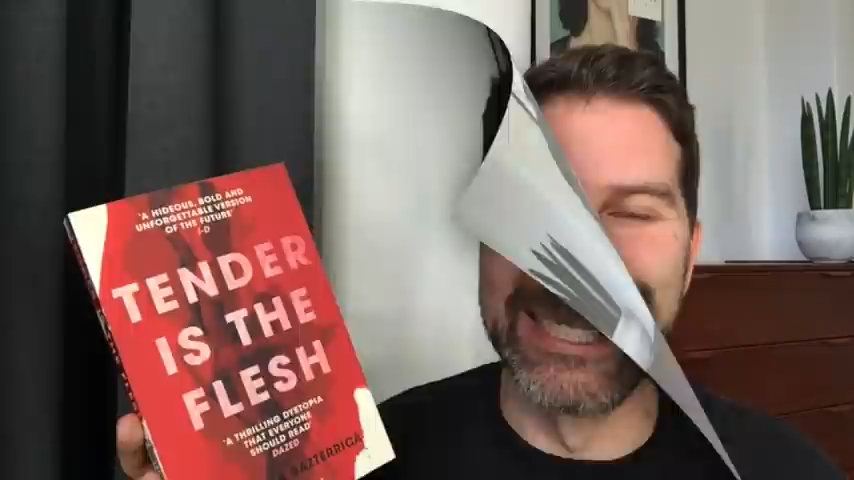 'A HIDEOUS, BOLD AND
UNFORGETTABLE VERSION
OF THE FUTURE'
I-D
TENDER
IS THE
FLESH
'A THRILLING DYSTOPIA
THAT EVERYONE
SHOULD READ'
DAZED
BAZTERRICA